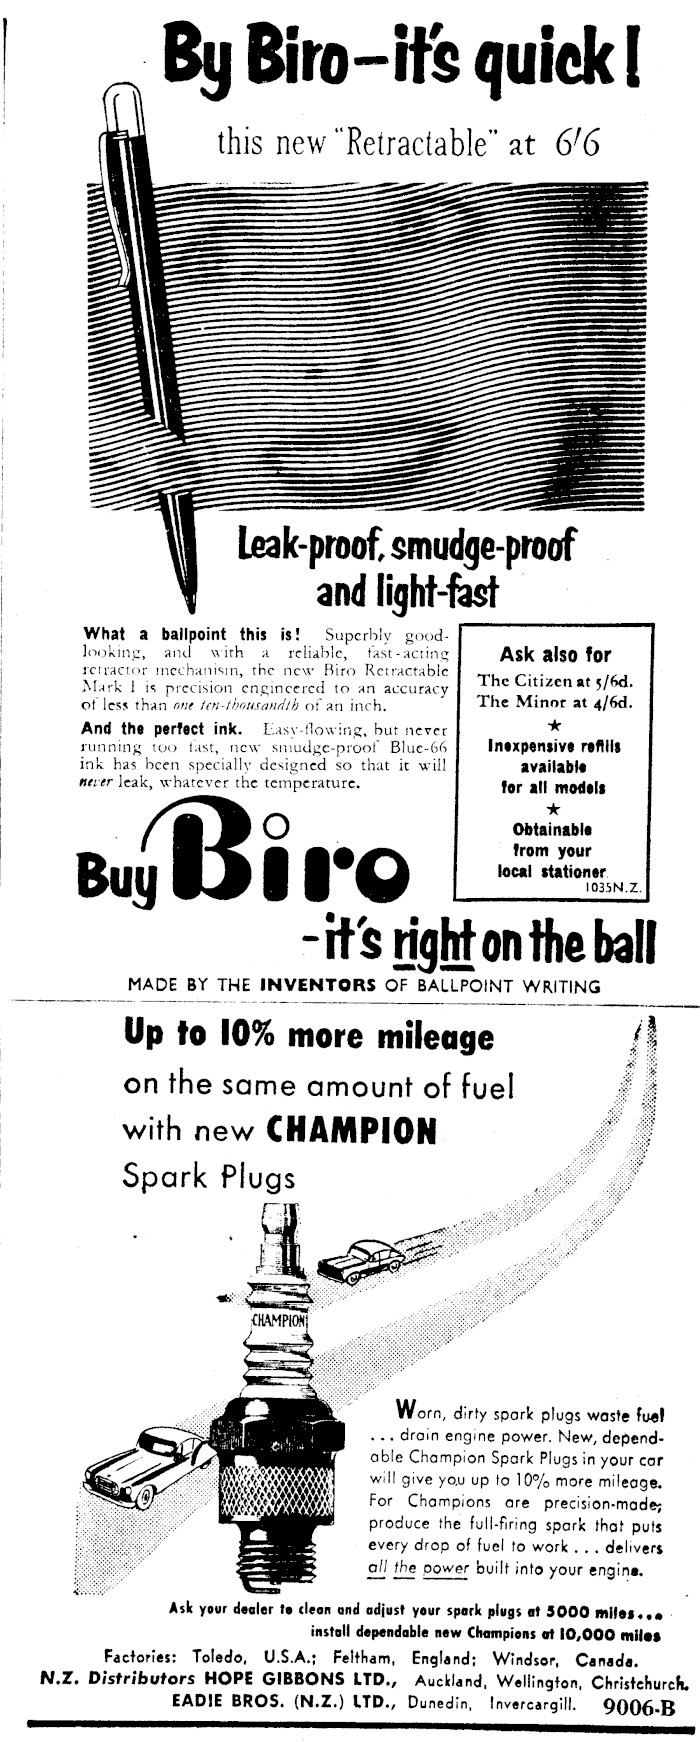 By Biro–it's quick!
this new "Retractable" at 6'6
Leak-proof, smudge-proof
and light-fast
What a ballpoint this is! Superbly good-
looking, and with a reliable, fast-acting
retractor mechanism, the new Biro Retractable
Mark I is precision engineered to an accuracy
of less than one ten-thousandth of an inch.
And the perfect ink. Easy-flowing, but never
running too fast, new smudge-proof Blue-66
ink has been specially designed so that it will
never leak, whatever the temperature.
Ask also for
The Citizen at 5/6d.
The Minor at 4/6d.
★
Inexpensive refills
available
for all models
★
Obtainable
from your
local stationer
1035N.Z.
Buy Biro
-it's right on the ball
MADE BY THE INVENTORS OF BALLPOINT WRITING
Up to 10% more mileage
on the same amount of fuel
with new CHAMPION
Spark Plugs
CHAMPION
Worn, dirty spark plugs waste fuel
... drain engine power. New, depend-
able Champion Spark Plugs in your car
will give you up to 10% more mileage.
For Champions are precision-made;
produce the full-firing spark that puts
every drop of fuel to work ... delivers
all the power built into your engine.
Ask your dealer to clean and adjust your spark plugs at 5000 miles...
install dependable new Champions at 10,000 miles
Factories: Toledo, U.S.A.; Feltham, England; Windsor, Canada.
N.Z. Distributors HOPE GIBBONS LTD., Auckland, Wellington, Christchurch.
EADIE BROS. (N.Z.) LTD., Dunedin, Invercargill. 9006-B